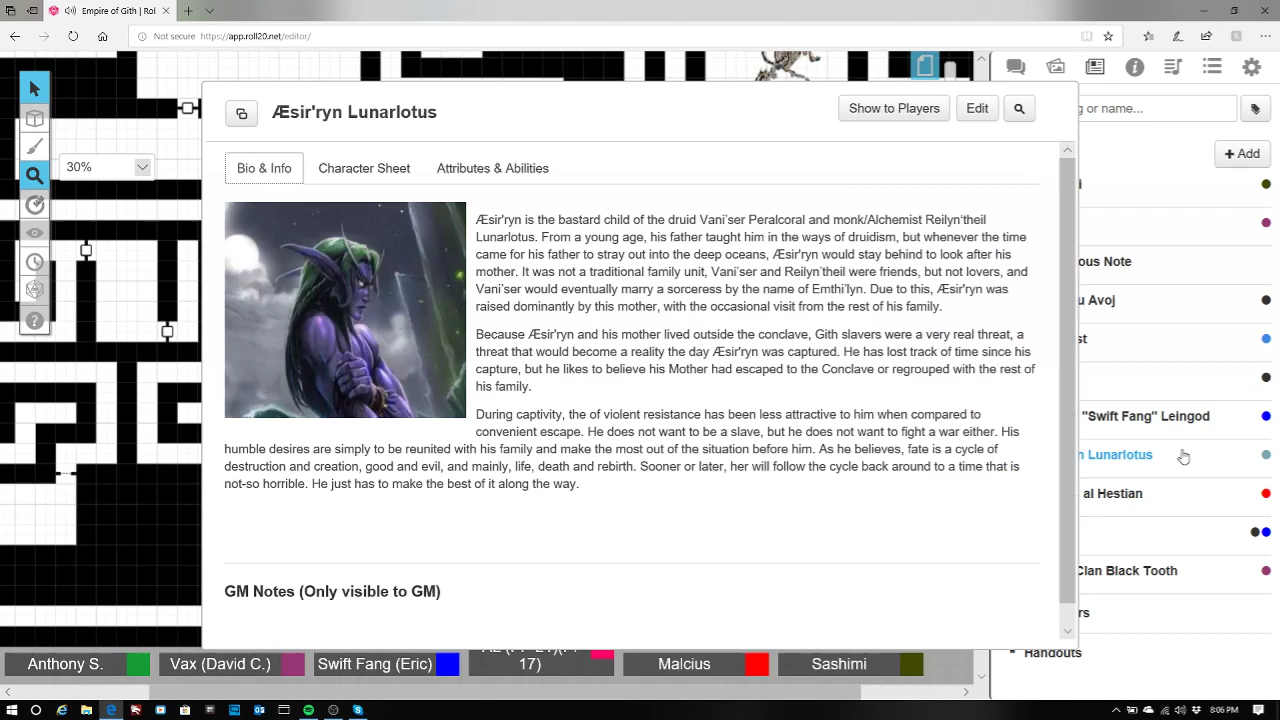 Empire of Gith | Rol
Not secure https://app.roll20.net/editor/
30%
Æsir'ryn Lunarlotus
Show to Players
Edit
Bio & Info
Character Sheet
Attributes & Abilities
Æsir'ryn is the bastard child of the druid Vani'ser Peralcoral and monk/Alchemist Reilyn'theil
Lunarlotus. From a young age, his father taught him in the ways of druidism, but whenever the time
came for his father to stray out into the deep oceans, Æsir'ryn would stay behind to look after his
mother. It was not a traditional family unit, Vani'ser and Reilyn'theil were friends, but not lovers, and
Vani'ser would eventually marry a sorceress by the name of Emthi'lyn. Due to this, Æsir'ryn was
raised dominantly by this mother, with the occasional visit from the rest of his family.
Because Æsir'ryn and his mother lived outside the conclave, Gith slavers were a very real threat, a
threat that would become a reality the day Æsir'ryn was captured. He has lost track of time since his
capture, but he likes to believe his Mother had escaped to the Conclave or regrouped with the rest of
his family.
During captivity, the of violent resistance has been less attractive to him when compared to
convenient escape. He does not want to be a slave, but he does not want to fight a war either. His
humble desires are simply to be reunited with his family and make the most out of the situation before him. As he believes, fate is a cycle of
destruction and creation, good and evil, and mainly, life, death and rebirth. Sooner or later, her will follow the cycle back around to a time that is
not-so horrible. He just has to make the best of it along the way.
GM Notes (Only visible to GM)
g or name...
+ Add
i
ous Note
u Avoj
st
"Swift Fang" Leingod
n Lunarlotus
al Hestian
Clan Black Tooth
rs
Handouts
Anthony S.
Vax (David C.)
Swift Fang (Eric)
17)
Malcius
Sashimi
8:06 PM